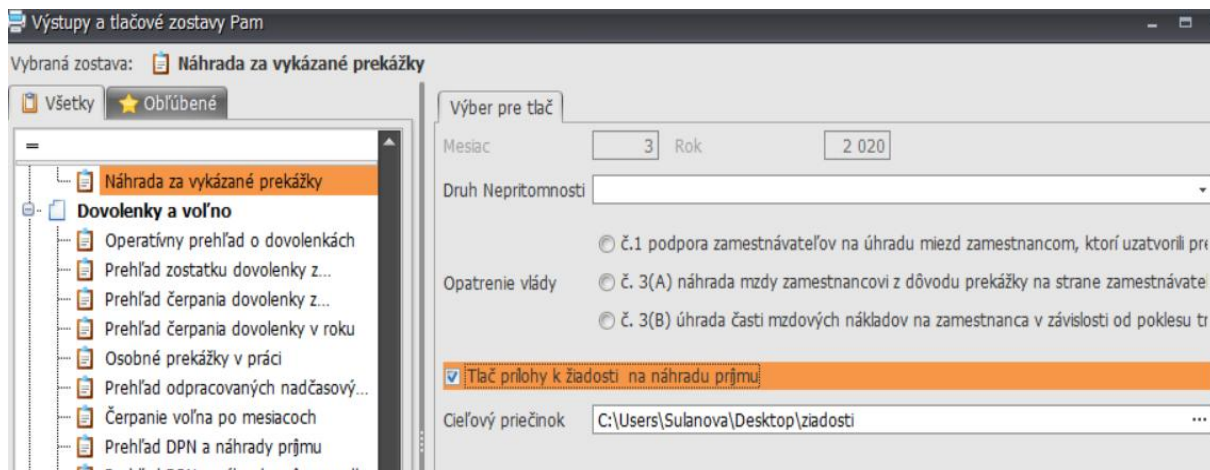 Výstupy a tlačové zostavy Pam
Vybraná zostava: Náhrada za vykázané prekážky
Všetky Obľúbené
=
Náhrada za vykázané prekážky
Dovolenky a voľno
Operatívny prehľad o dovolenkách
Prehľad zostatku dovolenky z...
Prehľad čerpania dovolenky z...
Prehľad čerpania dovolenky v roku
Osobné prekážky v práci
Prehľad odpracovaných nadčasový...
Čerpanie voľna po mesiacoch
Prehľad DPN a náhrady príjmu
Výber pre tlač
Mesiac 3 Rok 2 020
Druh Nepritomnosti
Opatrenie vlády
č.1 podpora zamestnávateľov na úhradu miezd zamestnancom, ktorí uzatvorili
č. 3(A) náhrada mzdy zamestnancovi z dôvodu prekážky na strane
č. 3(B) úhrada časti mzdových nákladov na zamestnanca v závislosti od poklesu
Tlač prílohy k žiadosti na náhradu príjmu
Cieľový priečinok C:\Users\Sulanova\Desktop\ziadosti ...